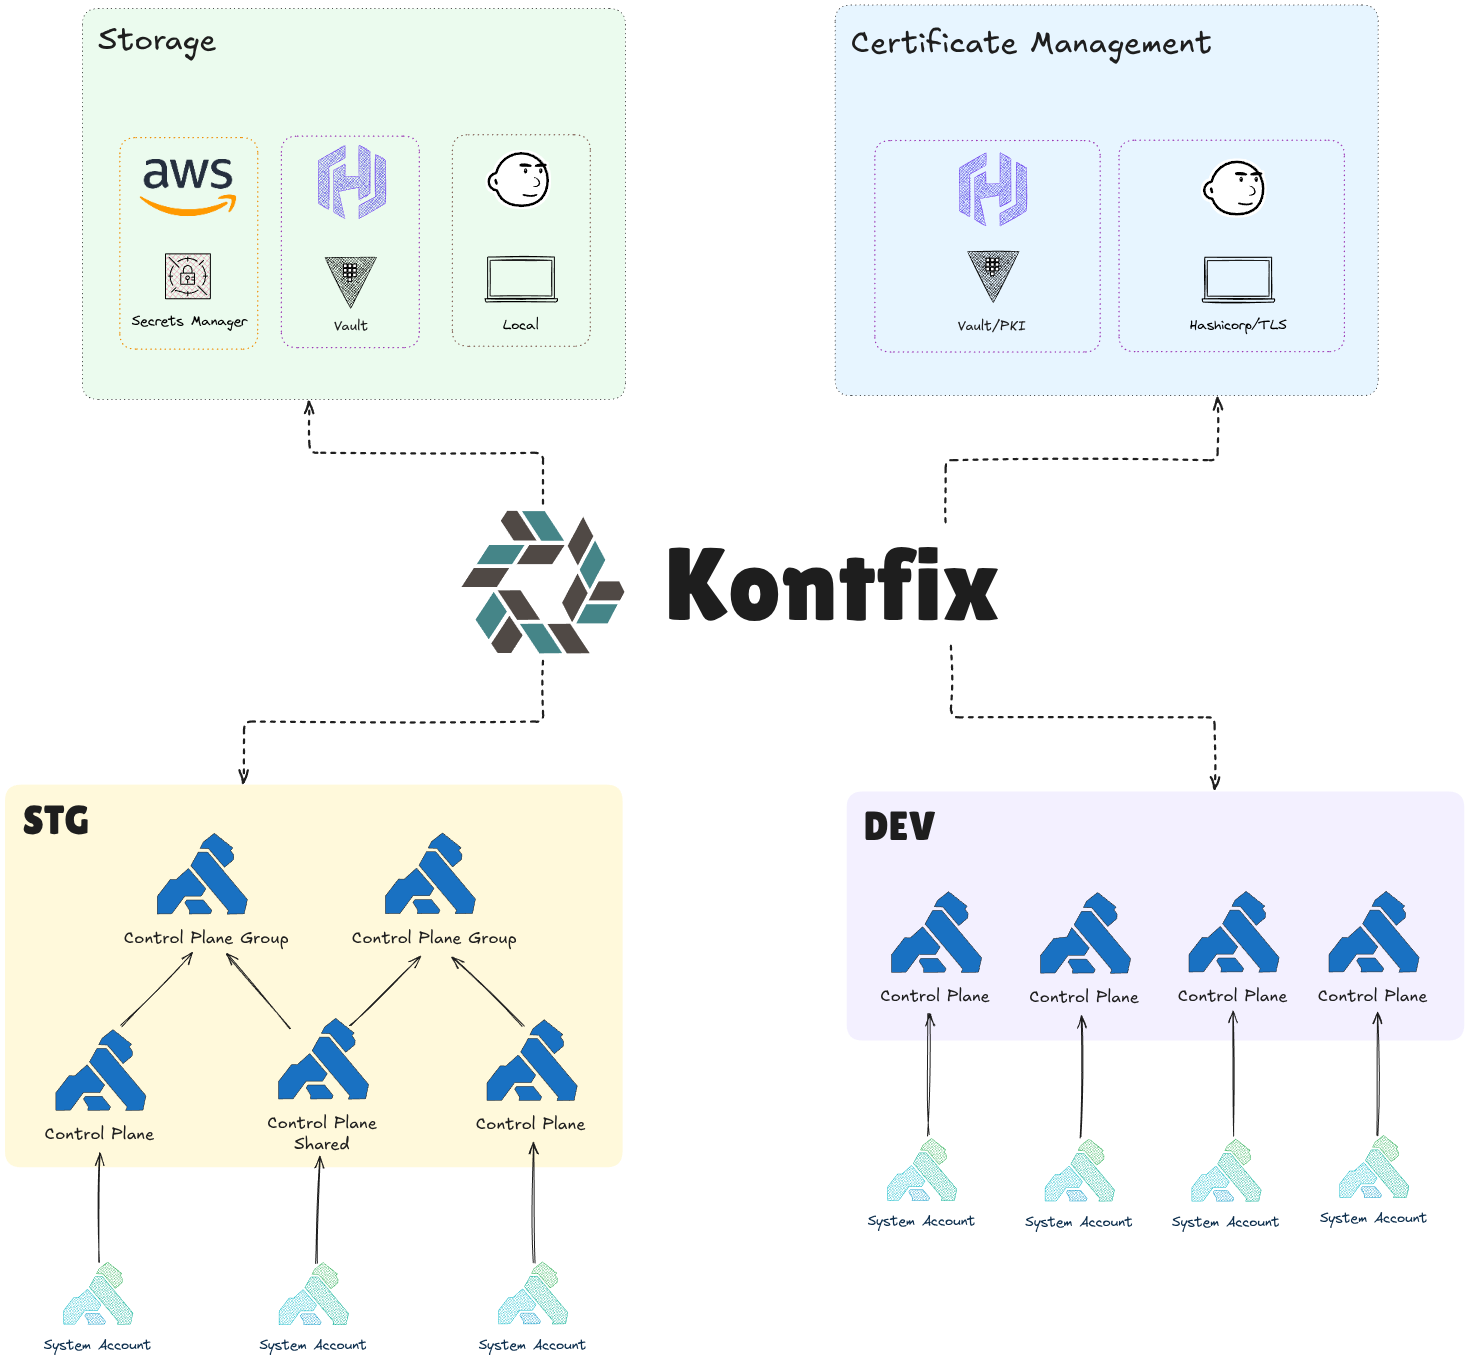 Storage
aws
Secrets Manager
Vault
Local
Certificate Management
Vault/PKI
Hashicorp/TLS
Kontfix
STG
Control Plane Group
Control Plane Group
Control Plane
Control Plane
Shared
Control Plane
System Account
System Account
System Account
DEV
Control Plane
Control Plane
Control Plane
Control Plane
System Account
System Account
System Account
System Account